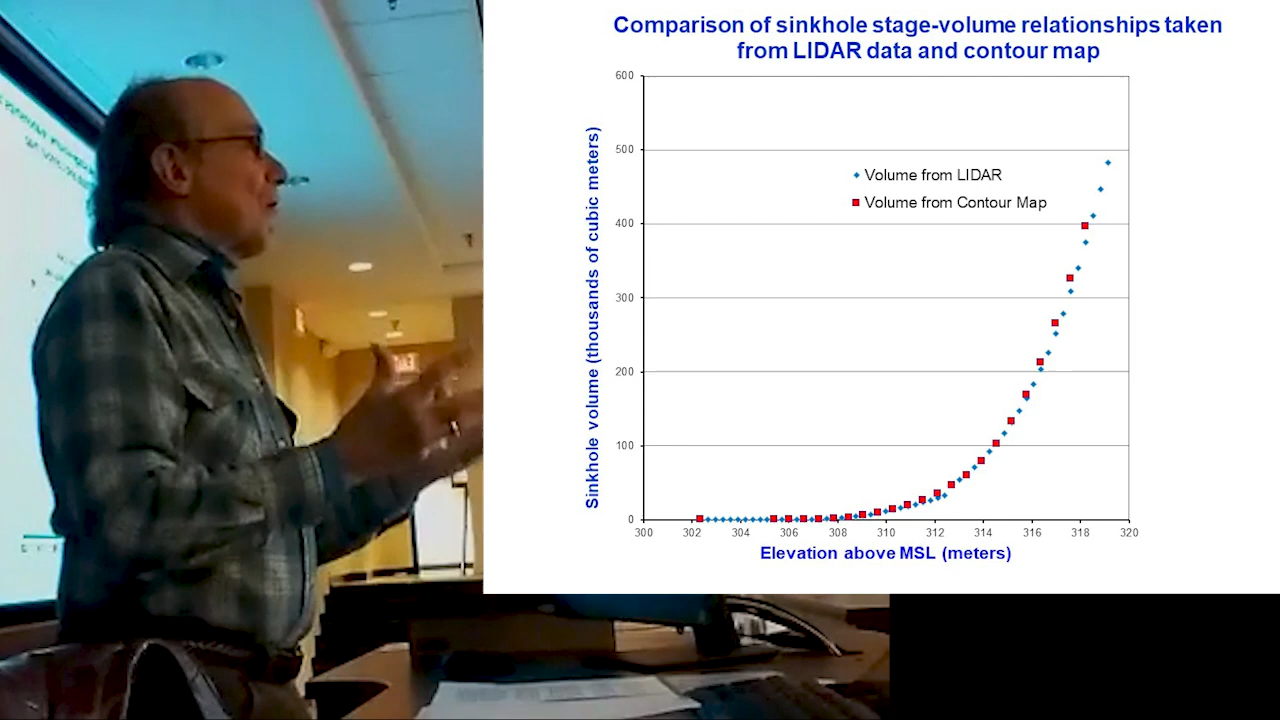 Comparison of sinkhole stage-volume relationships taken
from LIDAR data and contour map
Sinkhole volume (thousands of cubic meters)
600
500
400
300
200
100
0
Volume from LIDAR
Volume from Contour Map
300 302 304 306 308 310 312 314 316 318 320
Elevation above MSL (meters)